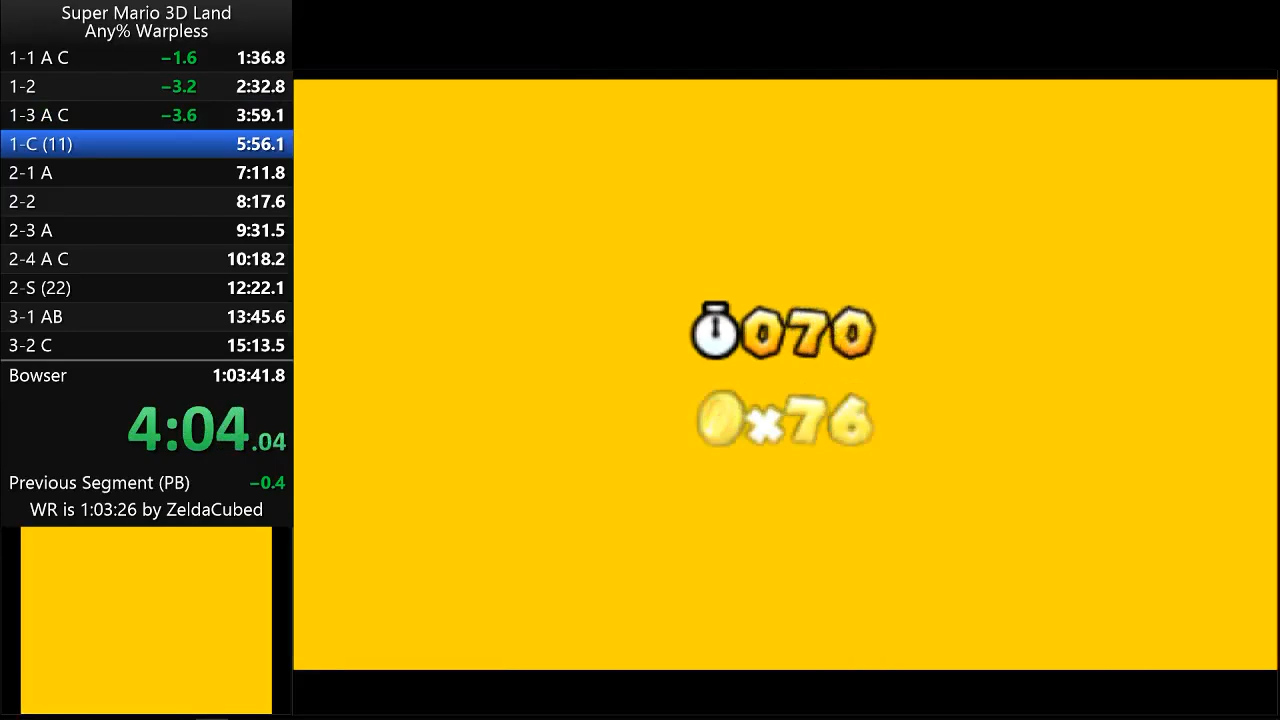 Super Mario 3D Land
Any% Warpless
1-1 A C −1.6 1:36.8
1-2 −3.2 2:32.8
1-3 A C −3.6 3:59.1
1-C (11) 5:56.1
2-1 A 7:11.8
2-2 8:17.6
2-3 A 9:31.5
2-4 A C 10:18.2
2-S (22) 12:22.1
3-1 AB 13:45.6
3-2 C 15:13.5
Bowser 1:03:41.8
4:04.04
Previous Segment (PB) −0.4
WR is 1:03:26 by ZeldaCubed
070
×76